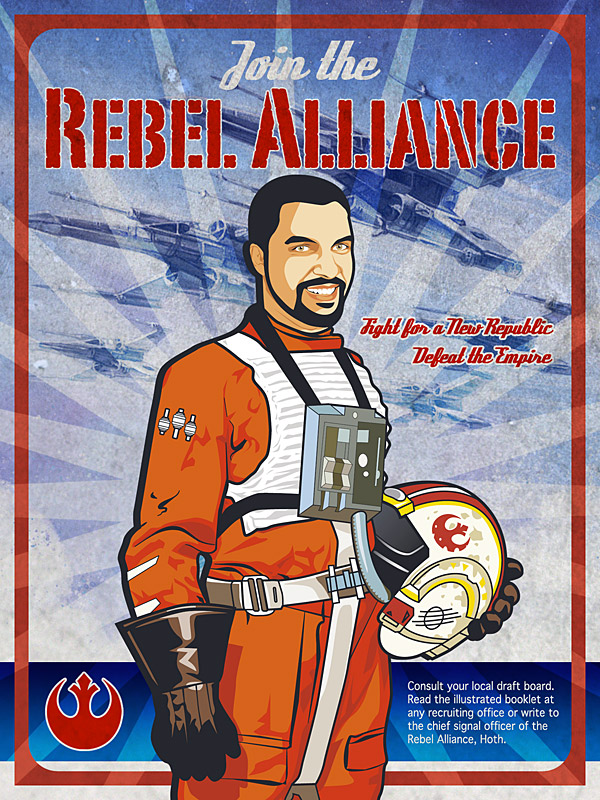 Join the
REBEL ALLIANCE
Fight for a New Republic
Defeat the Empire
Consult your local draft board.
Read the illustrated booklet at
any recruiting office or write to
the chief signal officer of the
Rebel Alliance, Hoth.